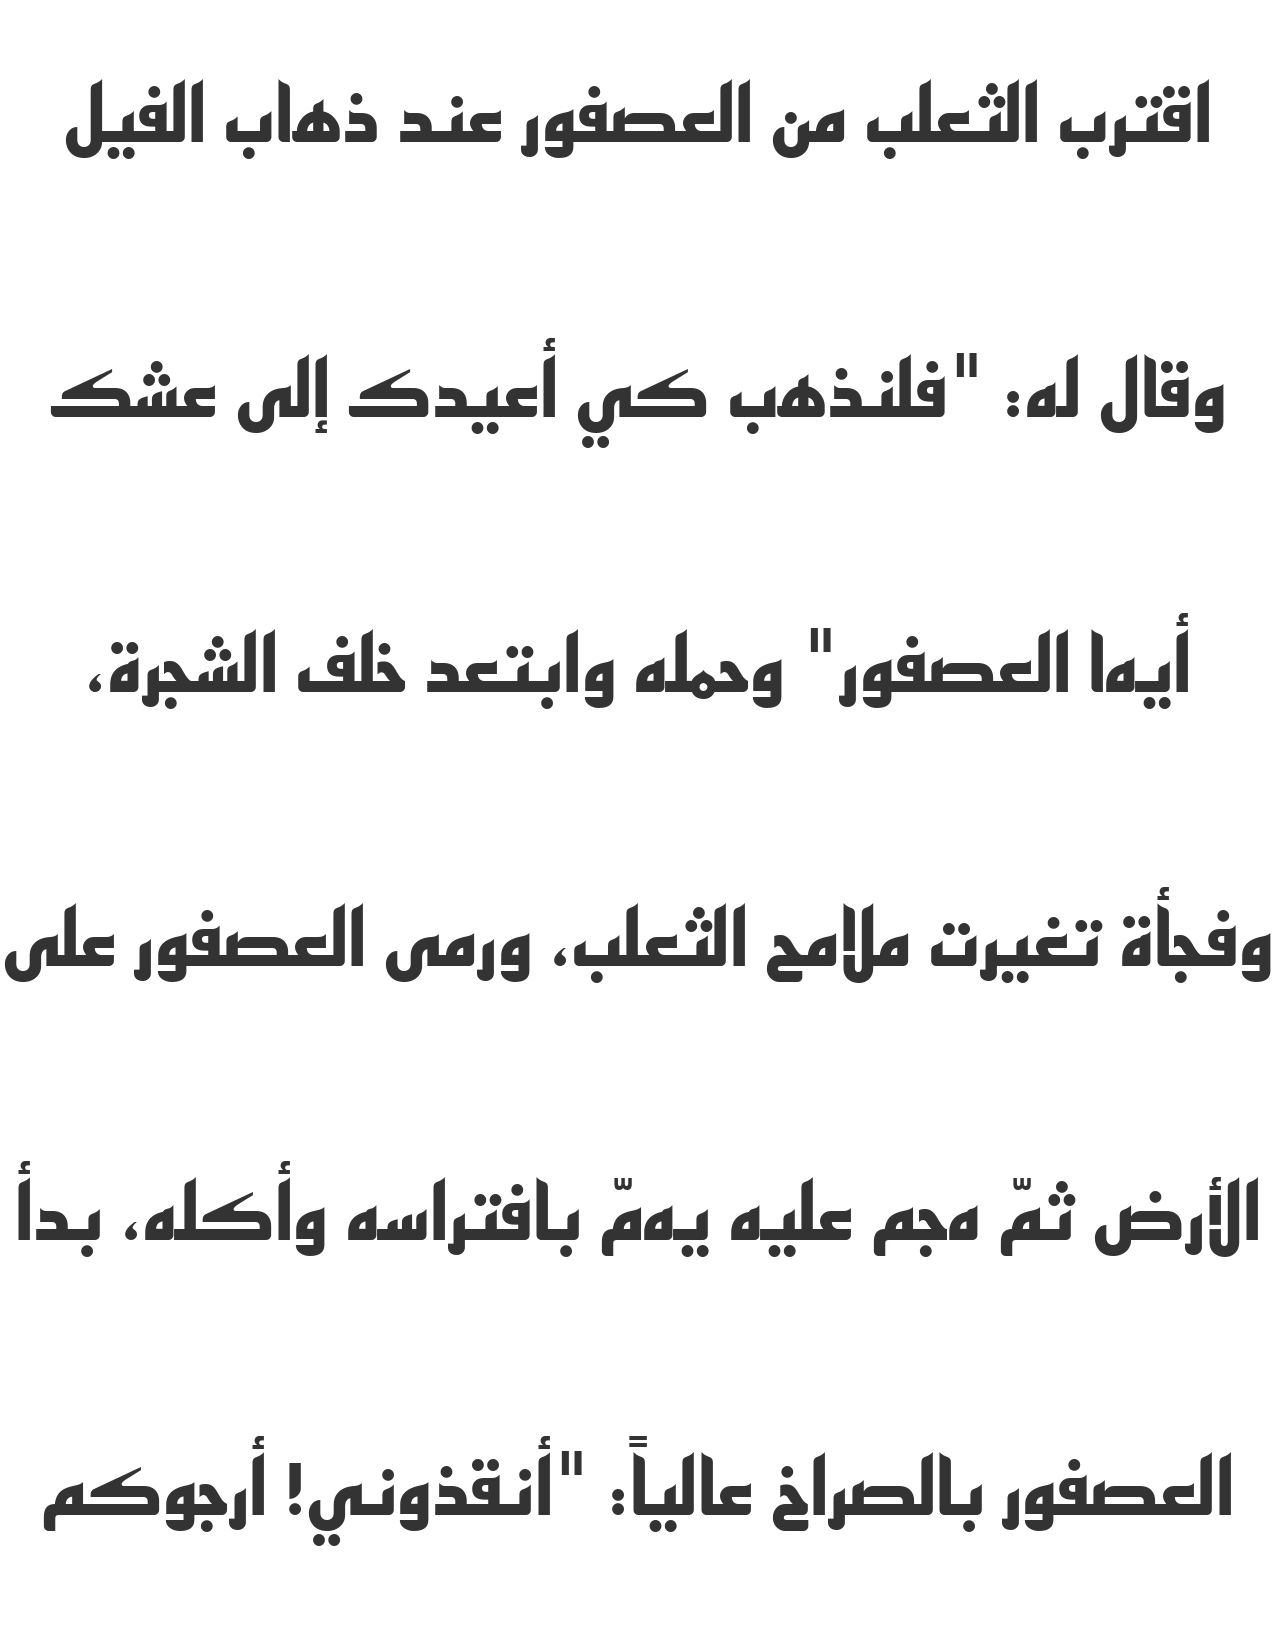 اقترب الثعلب من العصفور عند ذهاب الفيل
وقال له: "فلنذهب كي أعيدك إلى عشك
أيها العصفور" وحمله وابتعد خلف الشجرة،
وفجأة تغيرت ملامح الثعلب، ورمى العصفور على
الأرض ثمّ هجم عليه يهمّ بافتراسه وأكله، بدأ
العصفور بالصراخ عالياً: "أنقذوني! أرجوكم